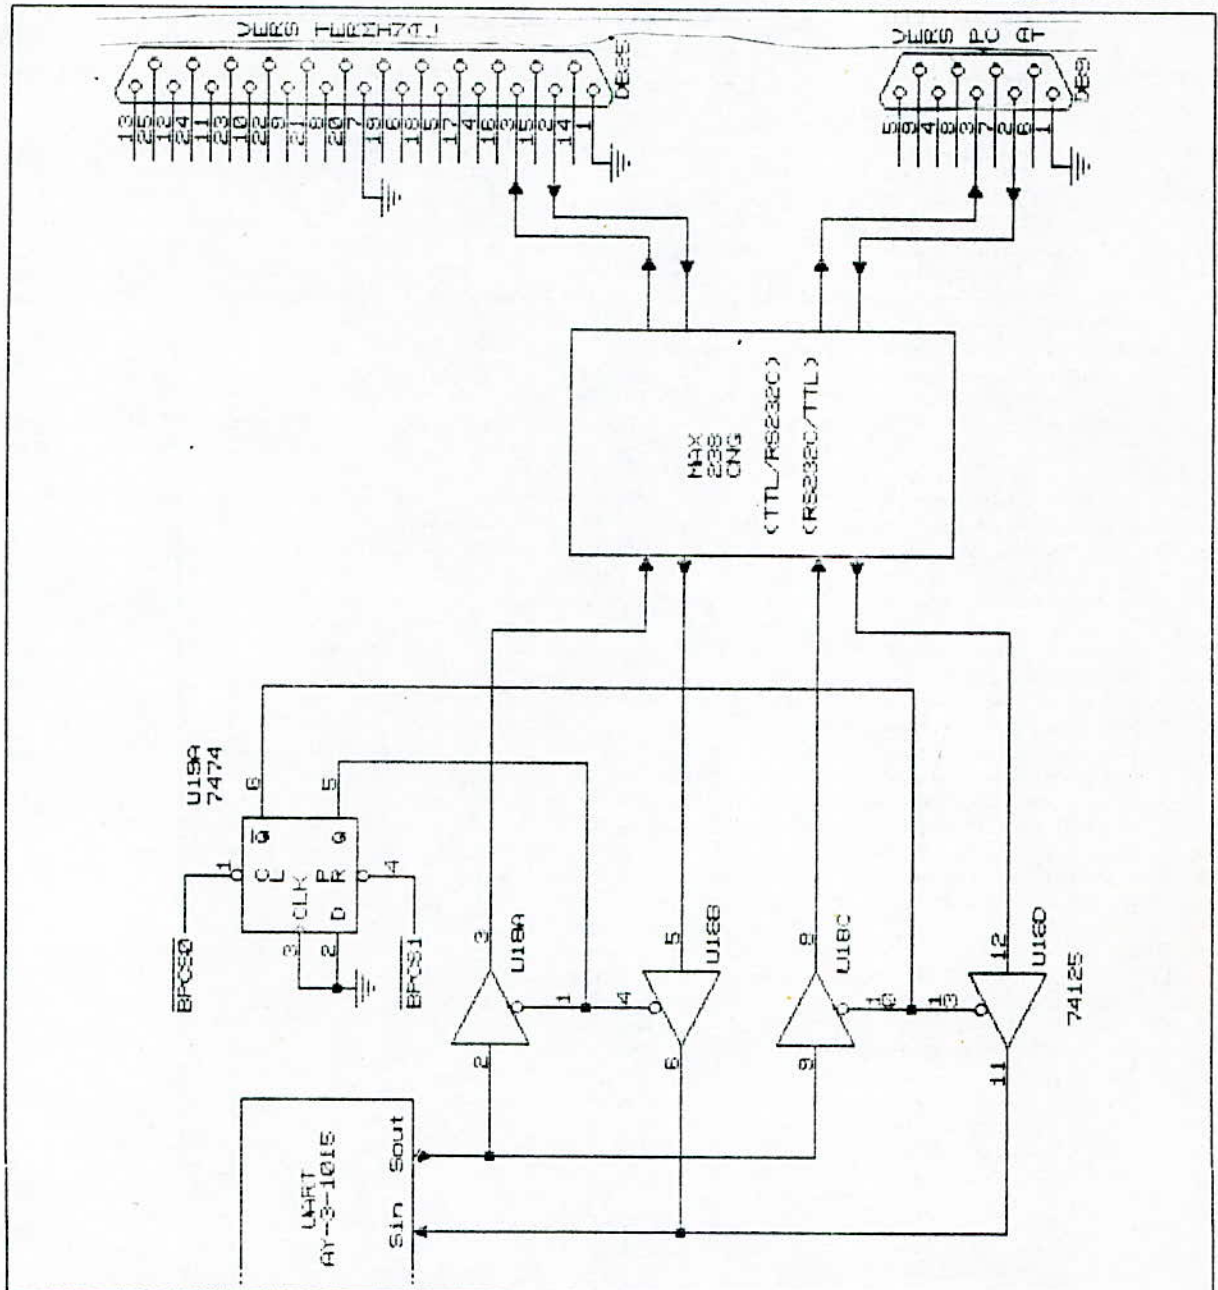 VERS TERMINAL
DB25
13
25
12
24
11
23
10
22
9
21
8
20
7
19
6
18
5
17
4
16
3
15
2
14
1
VERS PC AT
DB9
5
9
4
8
3
7
2
6
1
MAX
238
CNG
(TTL/RS232C)
(RS232C/TTL)
U19A
7474
6
5
1
4
3
2
Q
Q
CL
PR
CLK
D
BPCS0
BPCS1
3
U18A
2
1
4
5
U18B
6
8
U18C
9
10
13
12
U18D
11
74125
UART
AY-3-1015
Sin
Sout